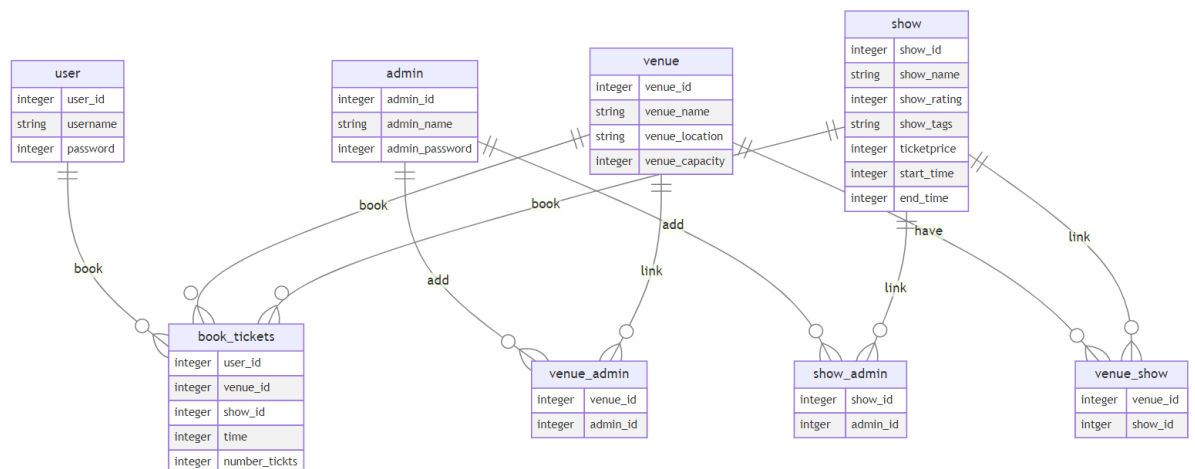 user
integer user_id
string username
integer password
admin
integer admin_id
string admin_name
integer admin_password
venue
integer venue_id
string venue_name
string venue_location
integer venue_capacity
show
integer show_id
string show_name
integer show_rating
string show_tags
integer ticketprice
integer start_time
integer end_time
book
book
add
have
link
book
add
link
link
book_tickets
integer user_id
integer venue_id
integer show_id
integer time
integer number_tickts
venue_admin
integer venue_id
integer admin_id
show_admin
integer show_id
integer admin_id
venue_show
integer venue_id
integer show_id